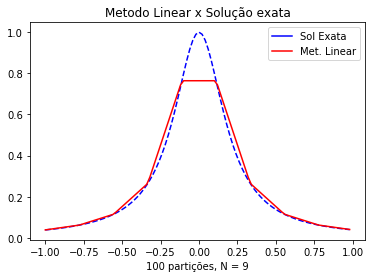 Metodo Linear x Solução exata
Sol Exata
Met. Linear
1.0
0.8
0.6
0.4
0.2
0.0
−1.00 −0.75 −0.50 −0.25 0.00 0.25 0.50 0.75 1.00
100 partições, N = 9